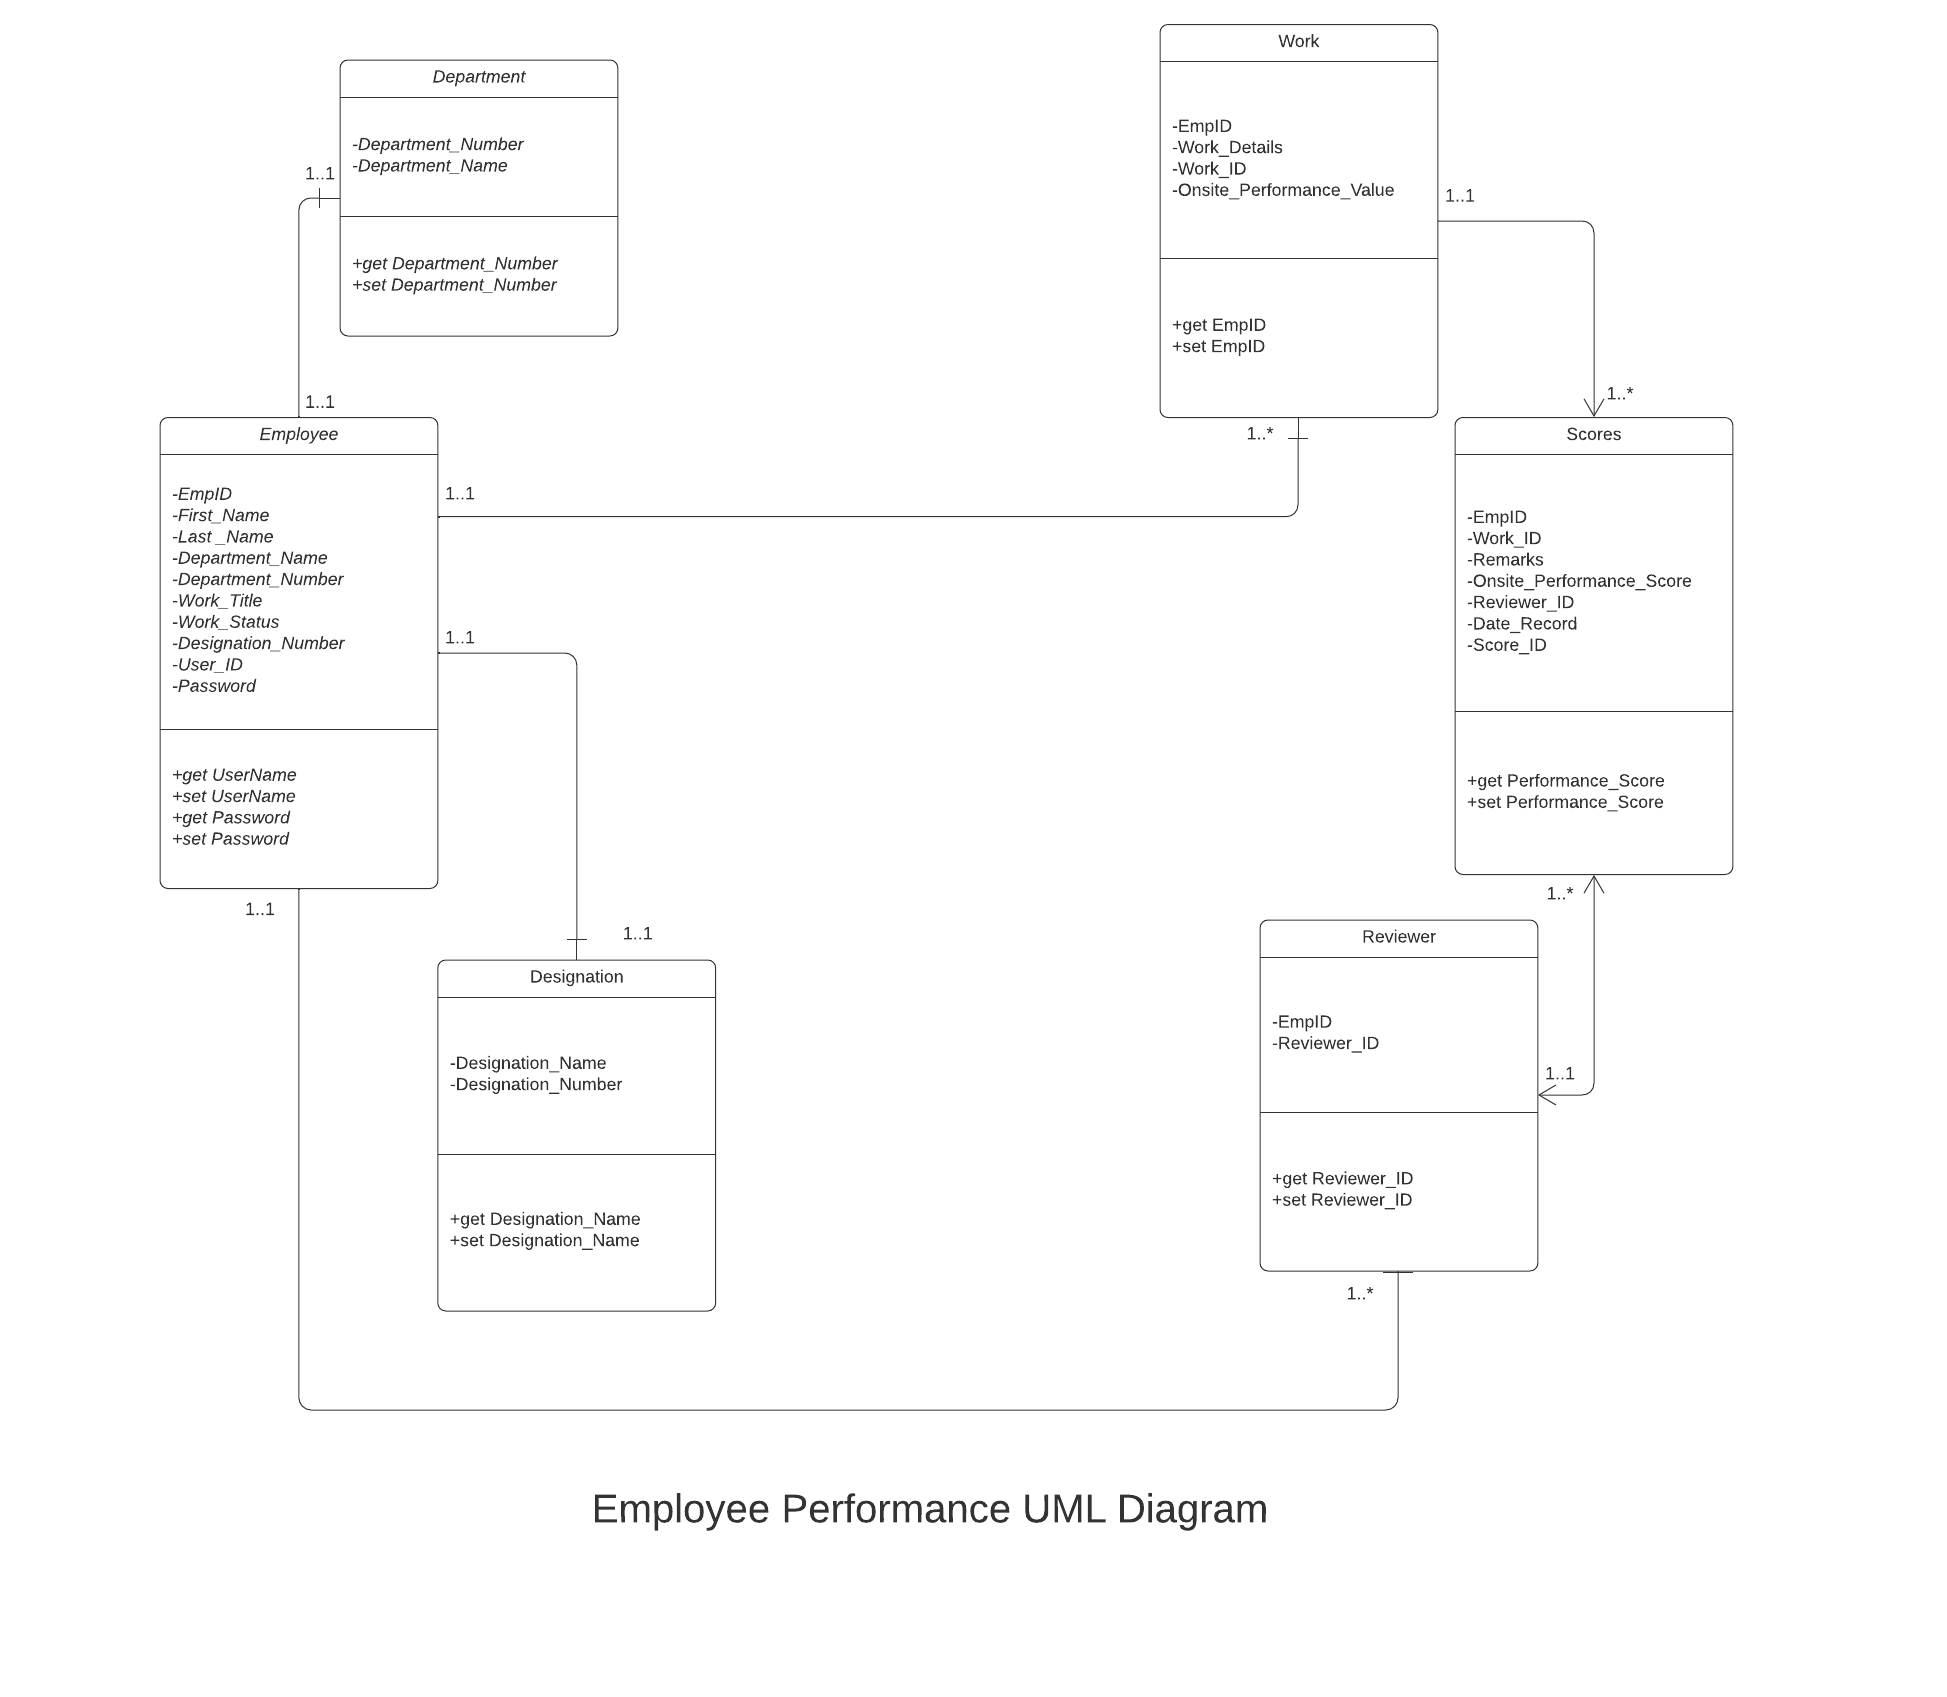 Department
-Department_Number
-Department_Name
+get Department_Number
+set Department_Number
1..1
1..1
Employee
-EmpID
-First_Name
-Last _Name
-Department_Name
-Department_Number
-Work_Title
-Work_Status
-Designation_Number
-User_ID
-Password
+get UserName
+set UserName
+get Password
+set Password
1..1
1..1
1..1
1..1
Designation
-Designation_Name
-Designation_Number
+get Designation_Name
+set Designation_Name
Work
-EmpID
-Work_Details
-Work_ID
-Onsite_Performance_Value
+get EmpID
+set EmpID
1..1
1..*
1..*
Scores
-EmpID
-Work_ID
-Remarks
-Onsite_Performance_Score
-Reviewer_ID
-Date_Record
-Score_ID
+get Performance_Score
+set Performance_Score
1..*
Reviewer
-EmpID
-Reviewer_ID
+get Reviewer_ID
+set Reviewer_ID
1..1
1..*
Employee Performance UML Diagram